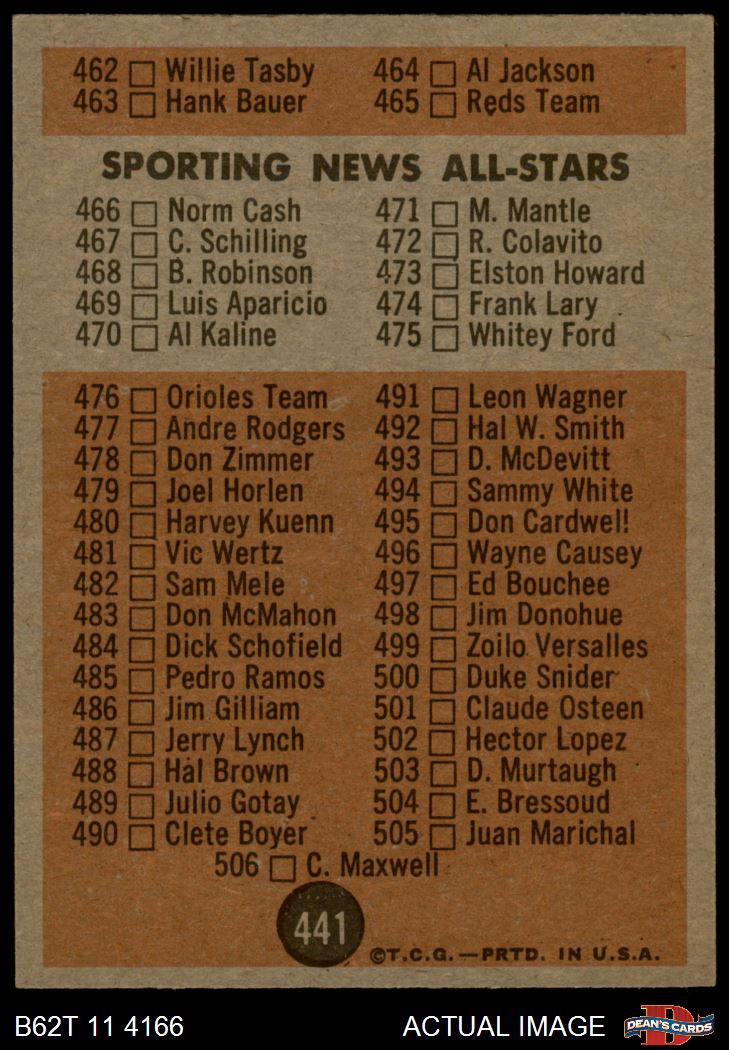 462 Willie Tasby 464 Al Jackson
463 Hank Bauer 465 Reds Team
SPORTING NEWS ALL-STARS
466 Norm Cash 471 M. Mantle
467 C. Schilling 472 R. Colavito
468 B. Robinson 473 Elston Howard
469 Luis Aparicio 474 Frank Lary
470 Al Kaline 475 Whitey Ford
476 Orioles Team 491 Leon Wagner
477 Andre Rodgers 492 Hal W. Smith
478 Don Zimmer 493 D. McDevitt
479 Joel Horlen 494 Sammy White
480 Harvey Kuenn 495 Don Cardwell
481 Vic Wertz 496 Wayne Causey
482 Sam Mele 497 Ed Bouchee
483 Don McMahon 498 Jim Donohue
484 Dick Schofield 499 Zoilo Versalles
485 Pedro Ramos 500 Duke Snider
486 Jim Gilliam 501 Claude Osteen
487 Jerry Lynch 502 Hector Lopez
488 Hal Brown 503 D. Murtaugh
489 Julio Gotay 504 E. Bressoud
490 Clete Boyer 505 Juan Marichal
506 C. Maxwell
441
©T.C.G.—PRTD. IN U.S.A.
B62T 11 4166 ACTUAL IMAGE DEAN'S CARDS